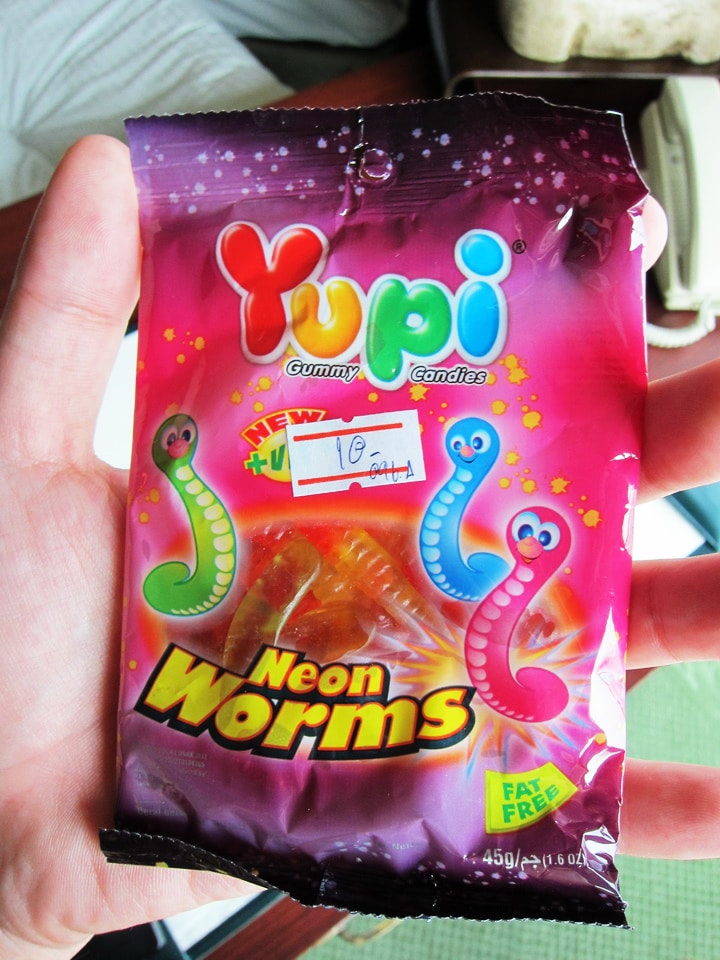 Yupi®
Gummy Candies
NEW
+V
10-
Neon
Worms
FAT
FREE
45g/جم(1.6 OZ)